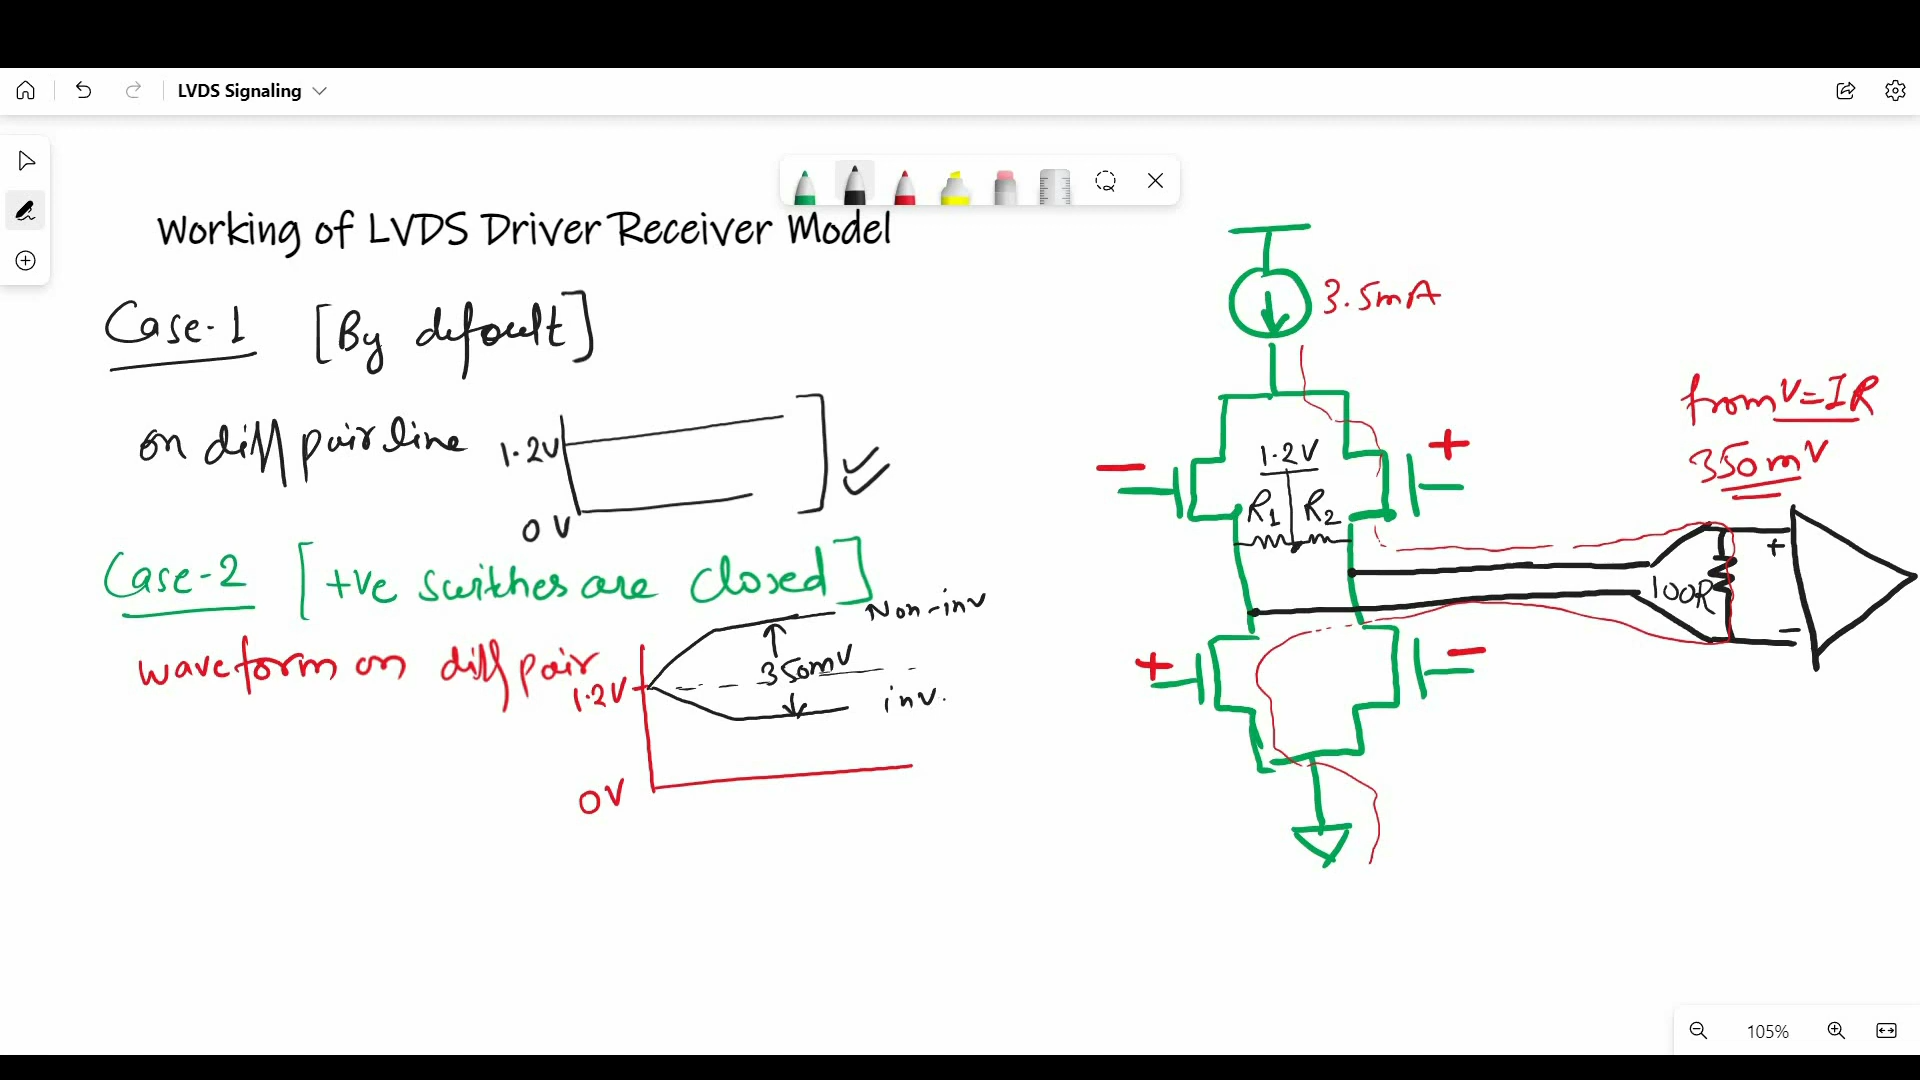 LVDS Signaling
Working of LVDS Driver Receiver Model
Case-1 [By default]
on diff pair line
1.2V
0V
Case-2 [+ve switches are closed]
waveform on diff pair
Non-inv
350mV
1.2V
inv.
0V
3.5mA
from V=IR
350mV
- +
1.2V
R1 R2
+
100R
-
+ -
105%